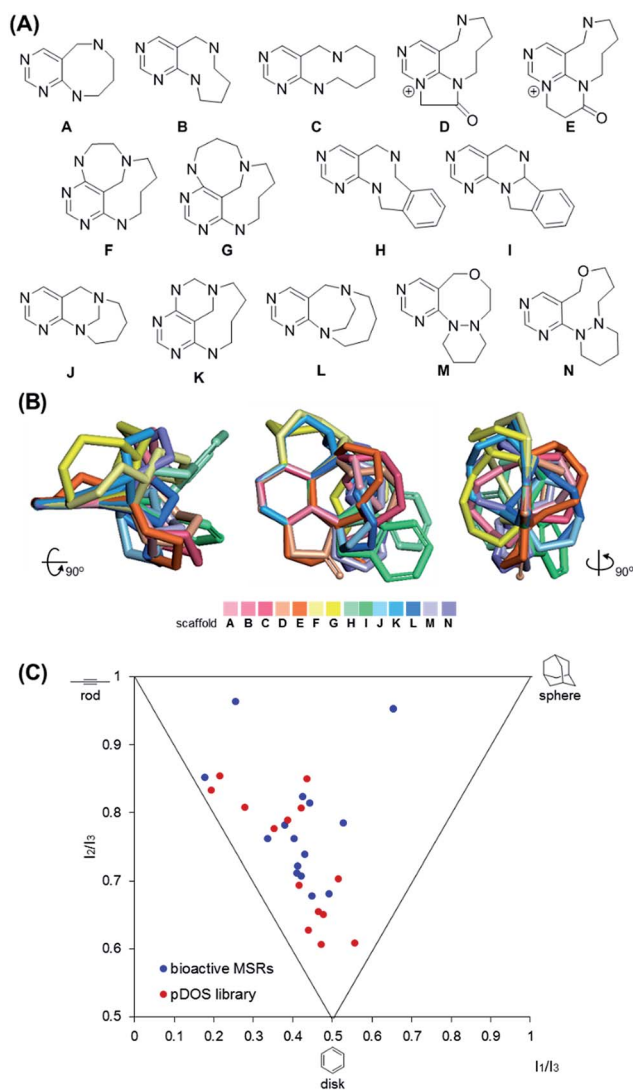 (A)
N N N N N
N N N N N
N N N N N
N N N N N
N N N N N
⊕ ⊕
O O
A B C D E
N N N N
N N N N
N N N N
N N N N
N N N N
F G H I
N N N O O
N N N N N
N N N N N
N N N N N
N N
N
J K L M N
(B)
90º 90º
scaffold A B C D E F G H I J K L M N
(C)
rod
sphere
I2/I3
1
0.9
0.8
0.7
0.6
0.5
bioactive MSRs
pDOS library
0 0.1 0.2 0.3 0.4 0.5 0.6 0.7 0.8 0.9 1
disk
I1/I3